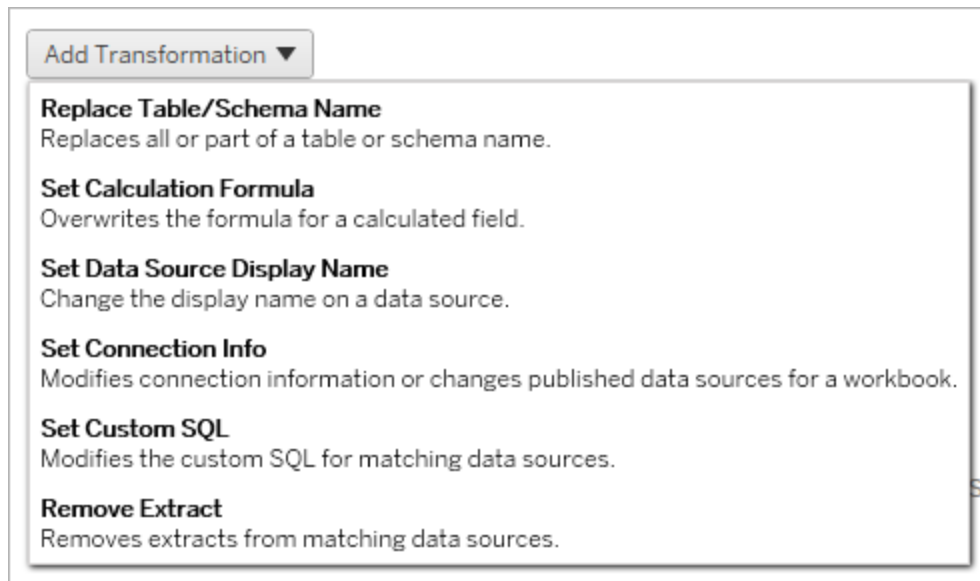 Add Transformation ▼
Replace Table/Schema Name
Replaces all or part of a table or schema name.
Set Calculation Formula
Overwrites the formula for a calculated field.
Set Data Source Display Name
Change the display name on a data source.
Set Connection Info
Modifies connection information or changes published data sources for a workbook.
Set Custom SQL
Modifies the custom SQL for matching data sources.
Remove Extract
Removes extracts from matching data sources.